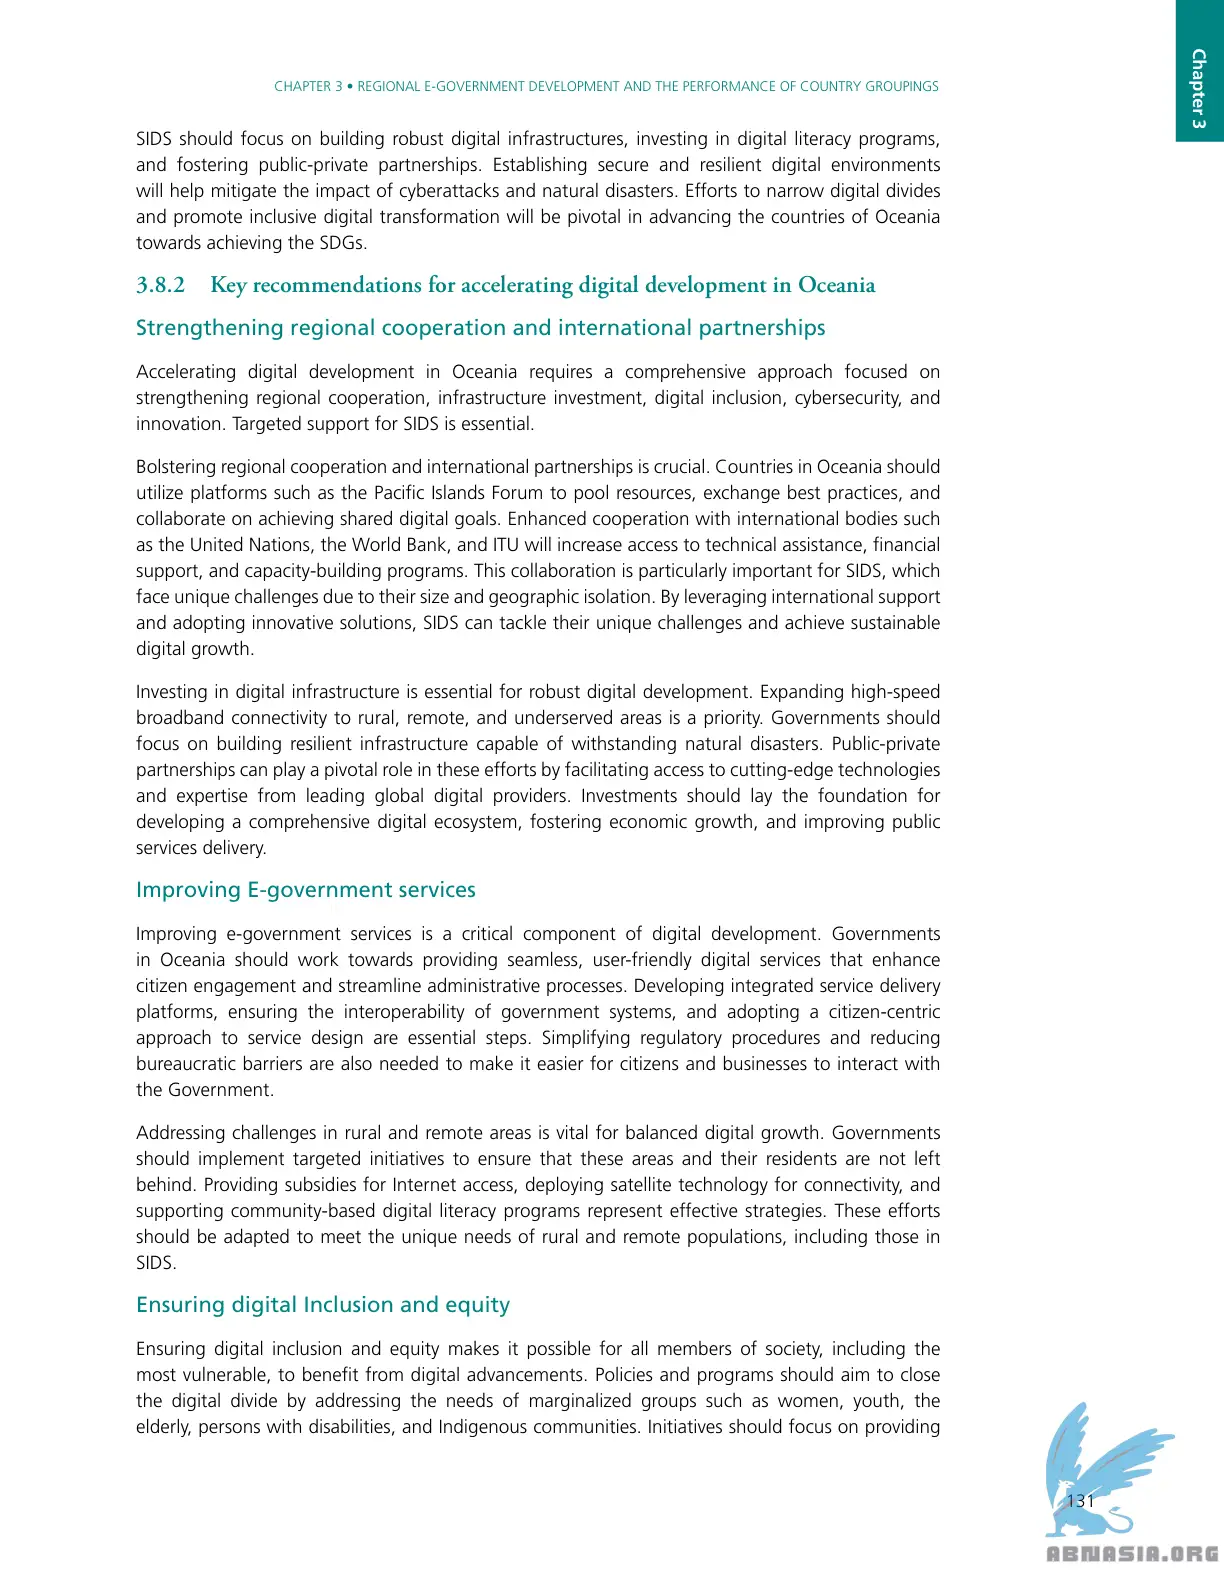 Chapter 3
CHAPTER 3 • REGIONAL E-GOVERNMENT DEVELOPMENT AND THE PERFORMANCE OF COUNTRY GROUPINGS
SIDS should focus on building robust digital infrastructures, investing in digital literacy programs,
and fostering public-private partnerships. Establishing secure and resilient digital environments
will help mitigate the impact of cyberattacks and natural disasters. Efforts to narrow digital divides
and promote inclusive digital transformation will be pivotal in advancing the countries of Oceania
towards achieving the SDGs.
3.8.2 Key recommendations for accelerating digital development in Oceania
Strengthening regional cooperation and international partnerships
Accelerating digital development in Oceania requires a comprehensive approach focused on
strengthening regional cooperation, infrastructure investment, digital inclusion, cybersecurity, and
innovation. Targeted support for SIDS is essential.
Bolstering regional cooperation and international partnerships is crucial. Countries in Oceania should
utilize platforms such as the Pacific Islands Forum to pool resources, exchange best practices, and
collaborate on achieving shared digital goals. Enhanced cooperation with international bodies such
as the United Nations, the World Bank, and ITU will increase access to technical assistance, financial
support, and capacity-building programs. This collaboration is particularly important for SIDS, which
face unique challenges due to their size and geographic isolation. By leveraging international support
and adopting innovative solutions, SIDS can tackle their unique challenges and achieve sustainable
digital growth.
Investing in digital infrastructure is essential for robust digital development. Expanding high-speed
broadband connectivity to rural, remote, and underserved areas is a priority. Governments should
focus on building resilient infrastructure capable of withstanding natural disasters. Public-private
partnerships can play a pivotal role in these efforts by facilitating access to cutting-edge technologies
and expertise from leading global digital providers. Investments should lay the foundation for
developing a comprehensive digital ecosystem, fostering economic growth, and improving public
services delivery.
Improving E-government services
Improving e-government services is a critical component of digital development. Governments
in Oceania should work towards providing seamless, user-friendly digital services that enhance
citizen engagement and streamline administrative processes. Developing integrated service delivery
platforms, ensuring the interoperability of government systems, and adopting a citizen-centric
approach to service design are essential steps. Simplifying regulatory procedures and reducing
bureaucratic barriers are also needed to make it easier for citizens and businesses to interact with
the Government.
Addressing challenges in rural and remote areas is vital for balanced digital growth. Governments
should implement targeted initiatives to ensure that these areas and their residents are not left
behind. Providing subsidies for Internet access, deploying satellite technology for connectivity, and
supporting community-based digital literacy programs represent effective strategies. These efforts
should be adapted to meet the unique needs of rural and remote populations, including those in
SIDS.
Ensuring digital Inclusion and equity
Ensuring digital inclusion and equity makes it possible for all members of society, including the
most vulnerable, to benefit from digital advancements. Policies and programs should aim to close
the digital divide by addressing the needs of marginalized groups such as women, youth, the
elderly, persons with disabilities, and Indigenous communities. Initiatives should focus on providing
131
ABNASIA.ORG